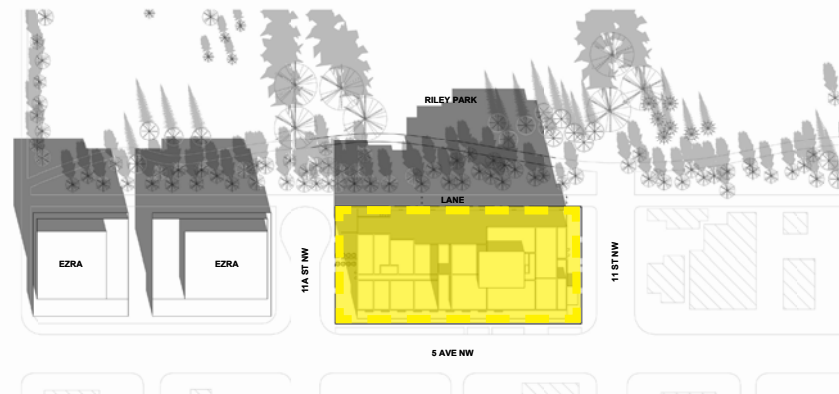 RILEY PARK
LANE
EZRA
EZRA
11A ST NW
11 ST NW
5 AVE NW